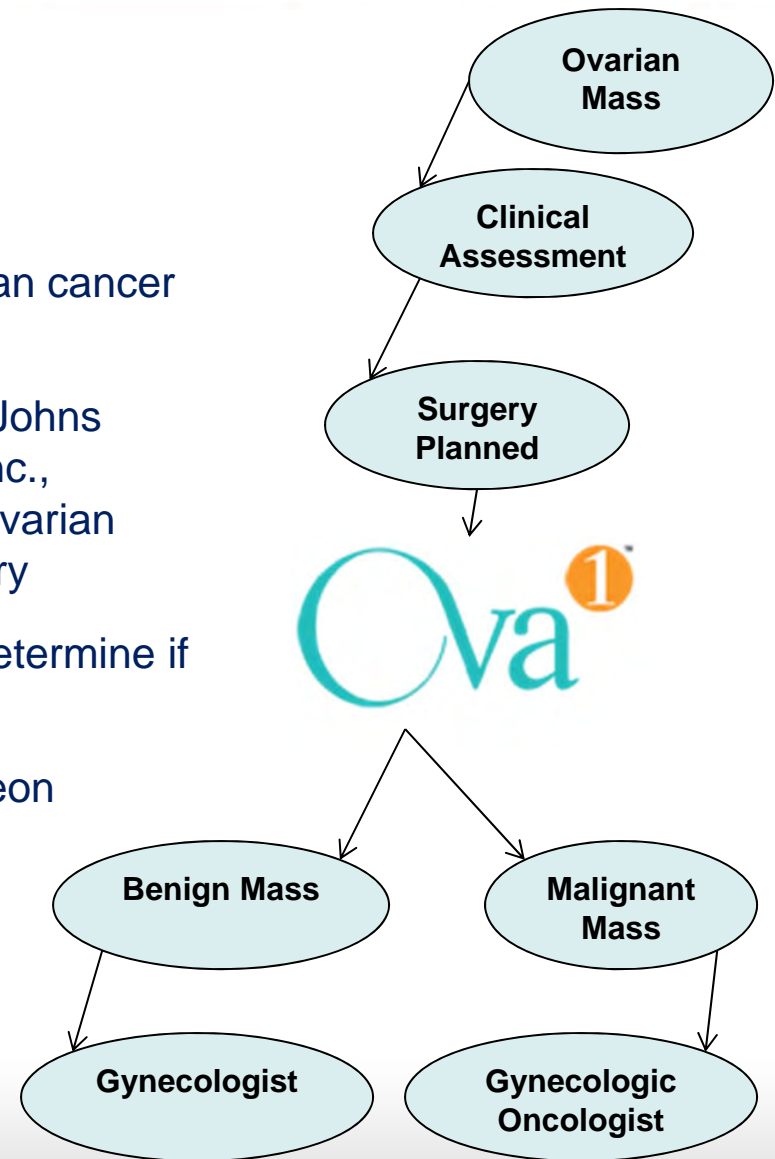 Ovarian
Mass
Clinical
Assessment
an cancer
Johns
nc.,
varian
ry
Surgery
Planned
Ova1™
etermine if
eon
Benign Mass
Malignant
Mass
Gynecologist
Gynecologic
Oncologist